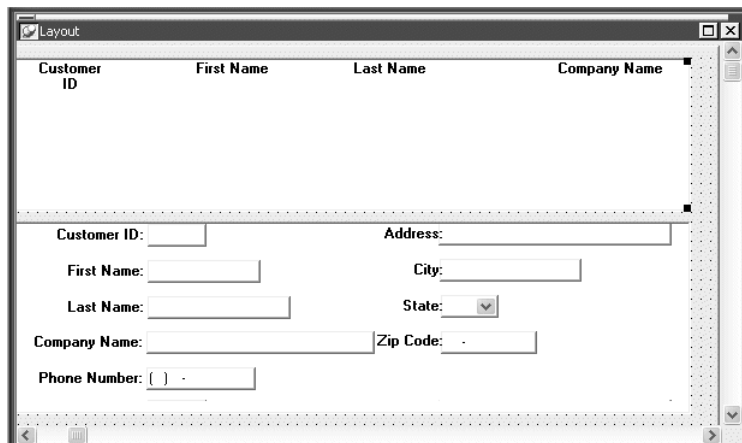 Layout
Customer ID First Name Last Name Company Name
Customer ID: Address:
First Name: City:
Last Name: State:
Company Name: Zip Code: -
Phone Number: ( ) -